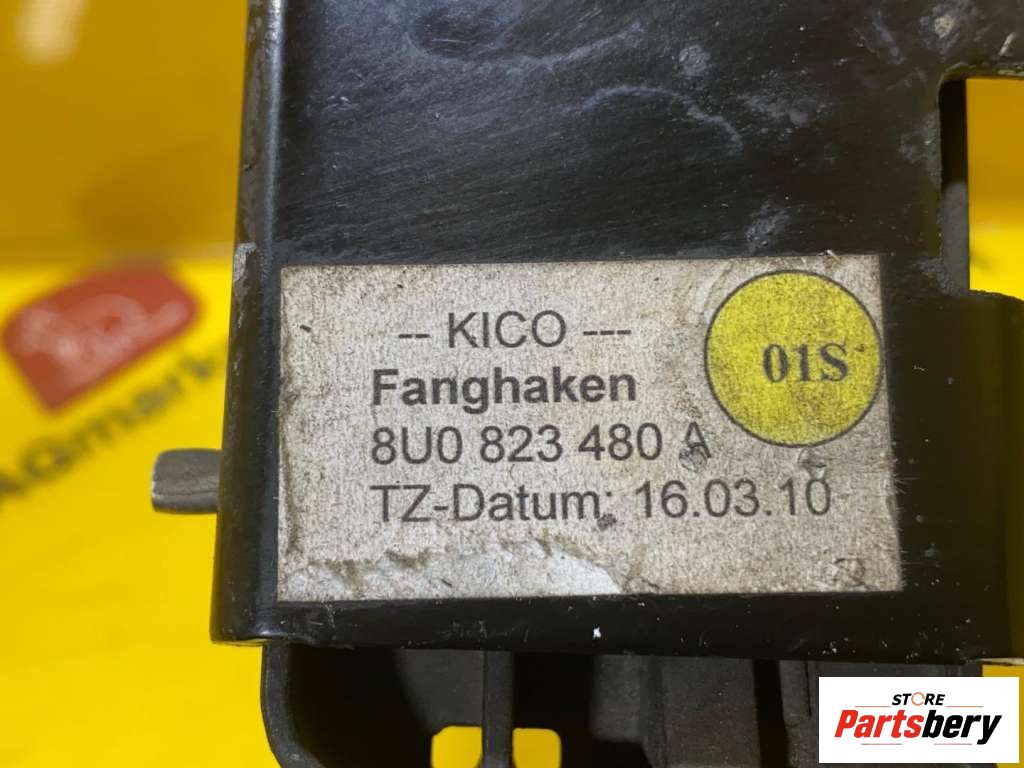 -- KICO ---
Fanghaken
8U0 823 480 A
TZ-Datum: 16.03.10
01S
STORE
Partsbery